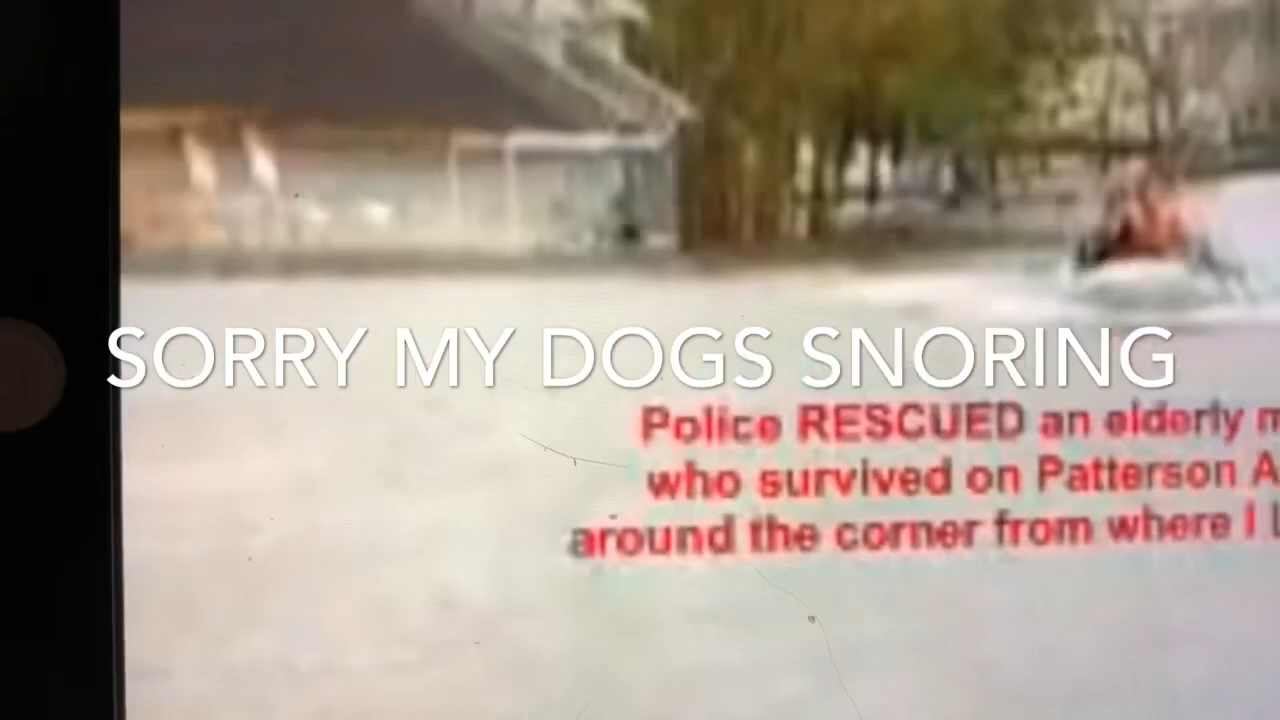 SORRY MY DOGS SNORING
Police RESCUED an elderly
who survived on Patterson
around the corner from where I